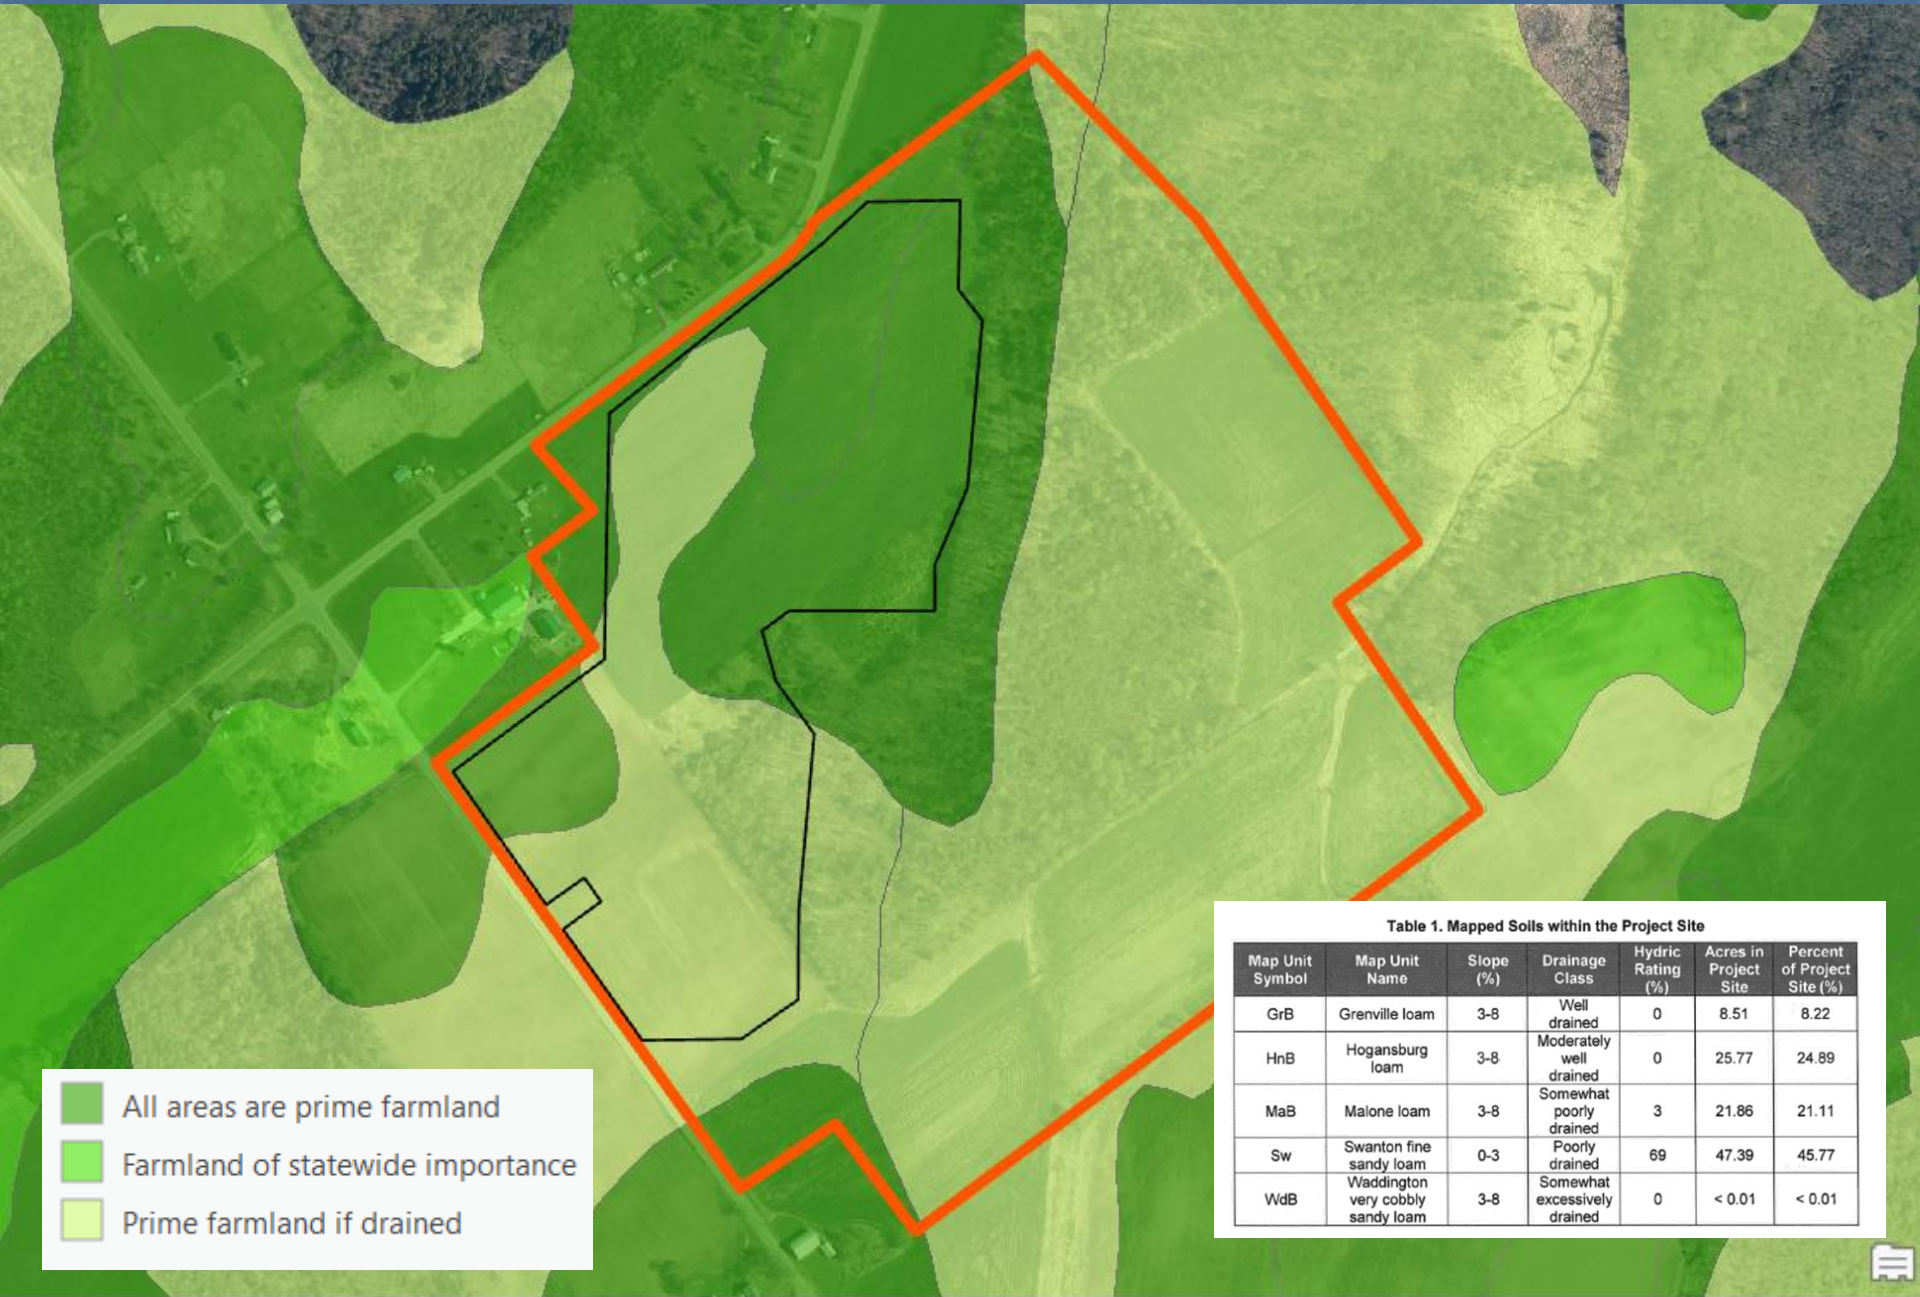 All areas are prime farmland
Farmland of statewide importance
Prime farmland if drained
Table 1. Mapped Soils within the Project Site
Map Unit Symbol | Map Unit Name | Slope (%) | Drainage Class | Hydric Rating (%) | Acres in Project Site | Percent of Project Site (%)
GrB | Grenville loam | 3-8 | Well drained | 0 | 8.51 | 8.22
HnB | Hogansburg loam | 3-8 | Moderately well drained | 0 | 25.77 | 24.89
MaB | Malone loam | 3-8 | Somewhat poorly drained | 3 | 21.86 | 21.11
Sw | Swanton fine sandy loam | 0-3 | Poorly drained | 69 | 47.39 | 45.77
WdB | Waddington very cobbly sandy loam | 3-8 | Somewhat excessively drained | 0 | < 0.01 | < 0.01